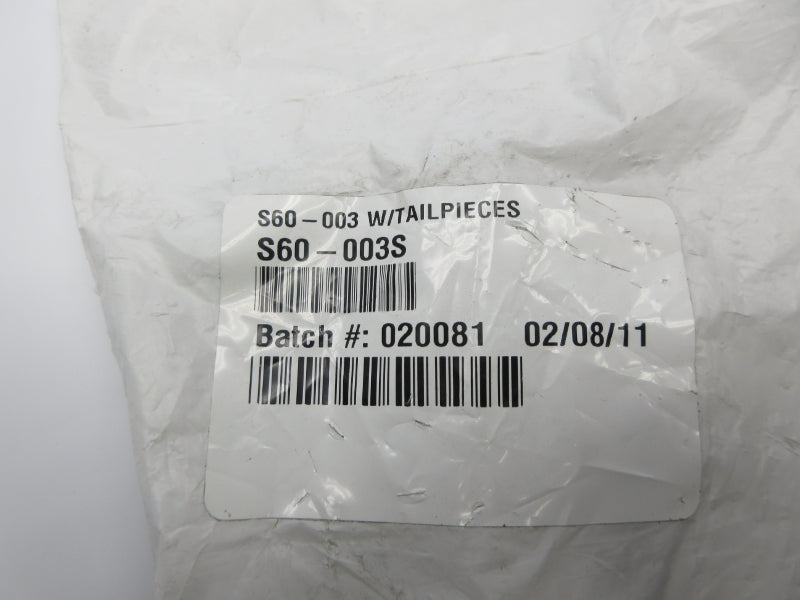 S60-003 W/TAILPIECES
S60-003S
Batch #: 020081 02/08/11